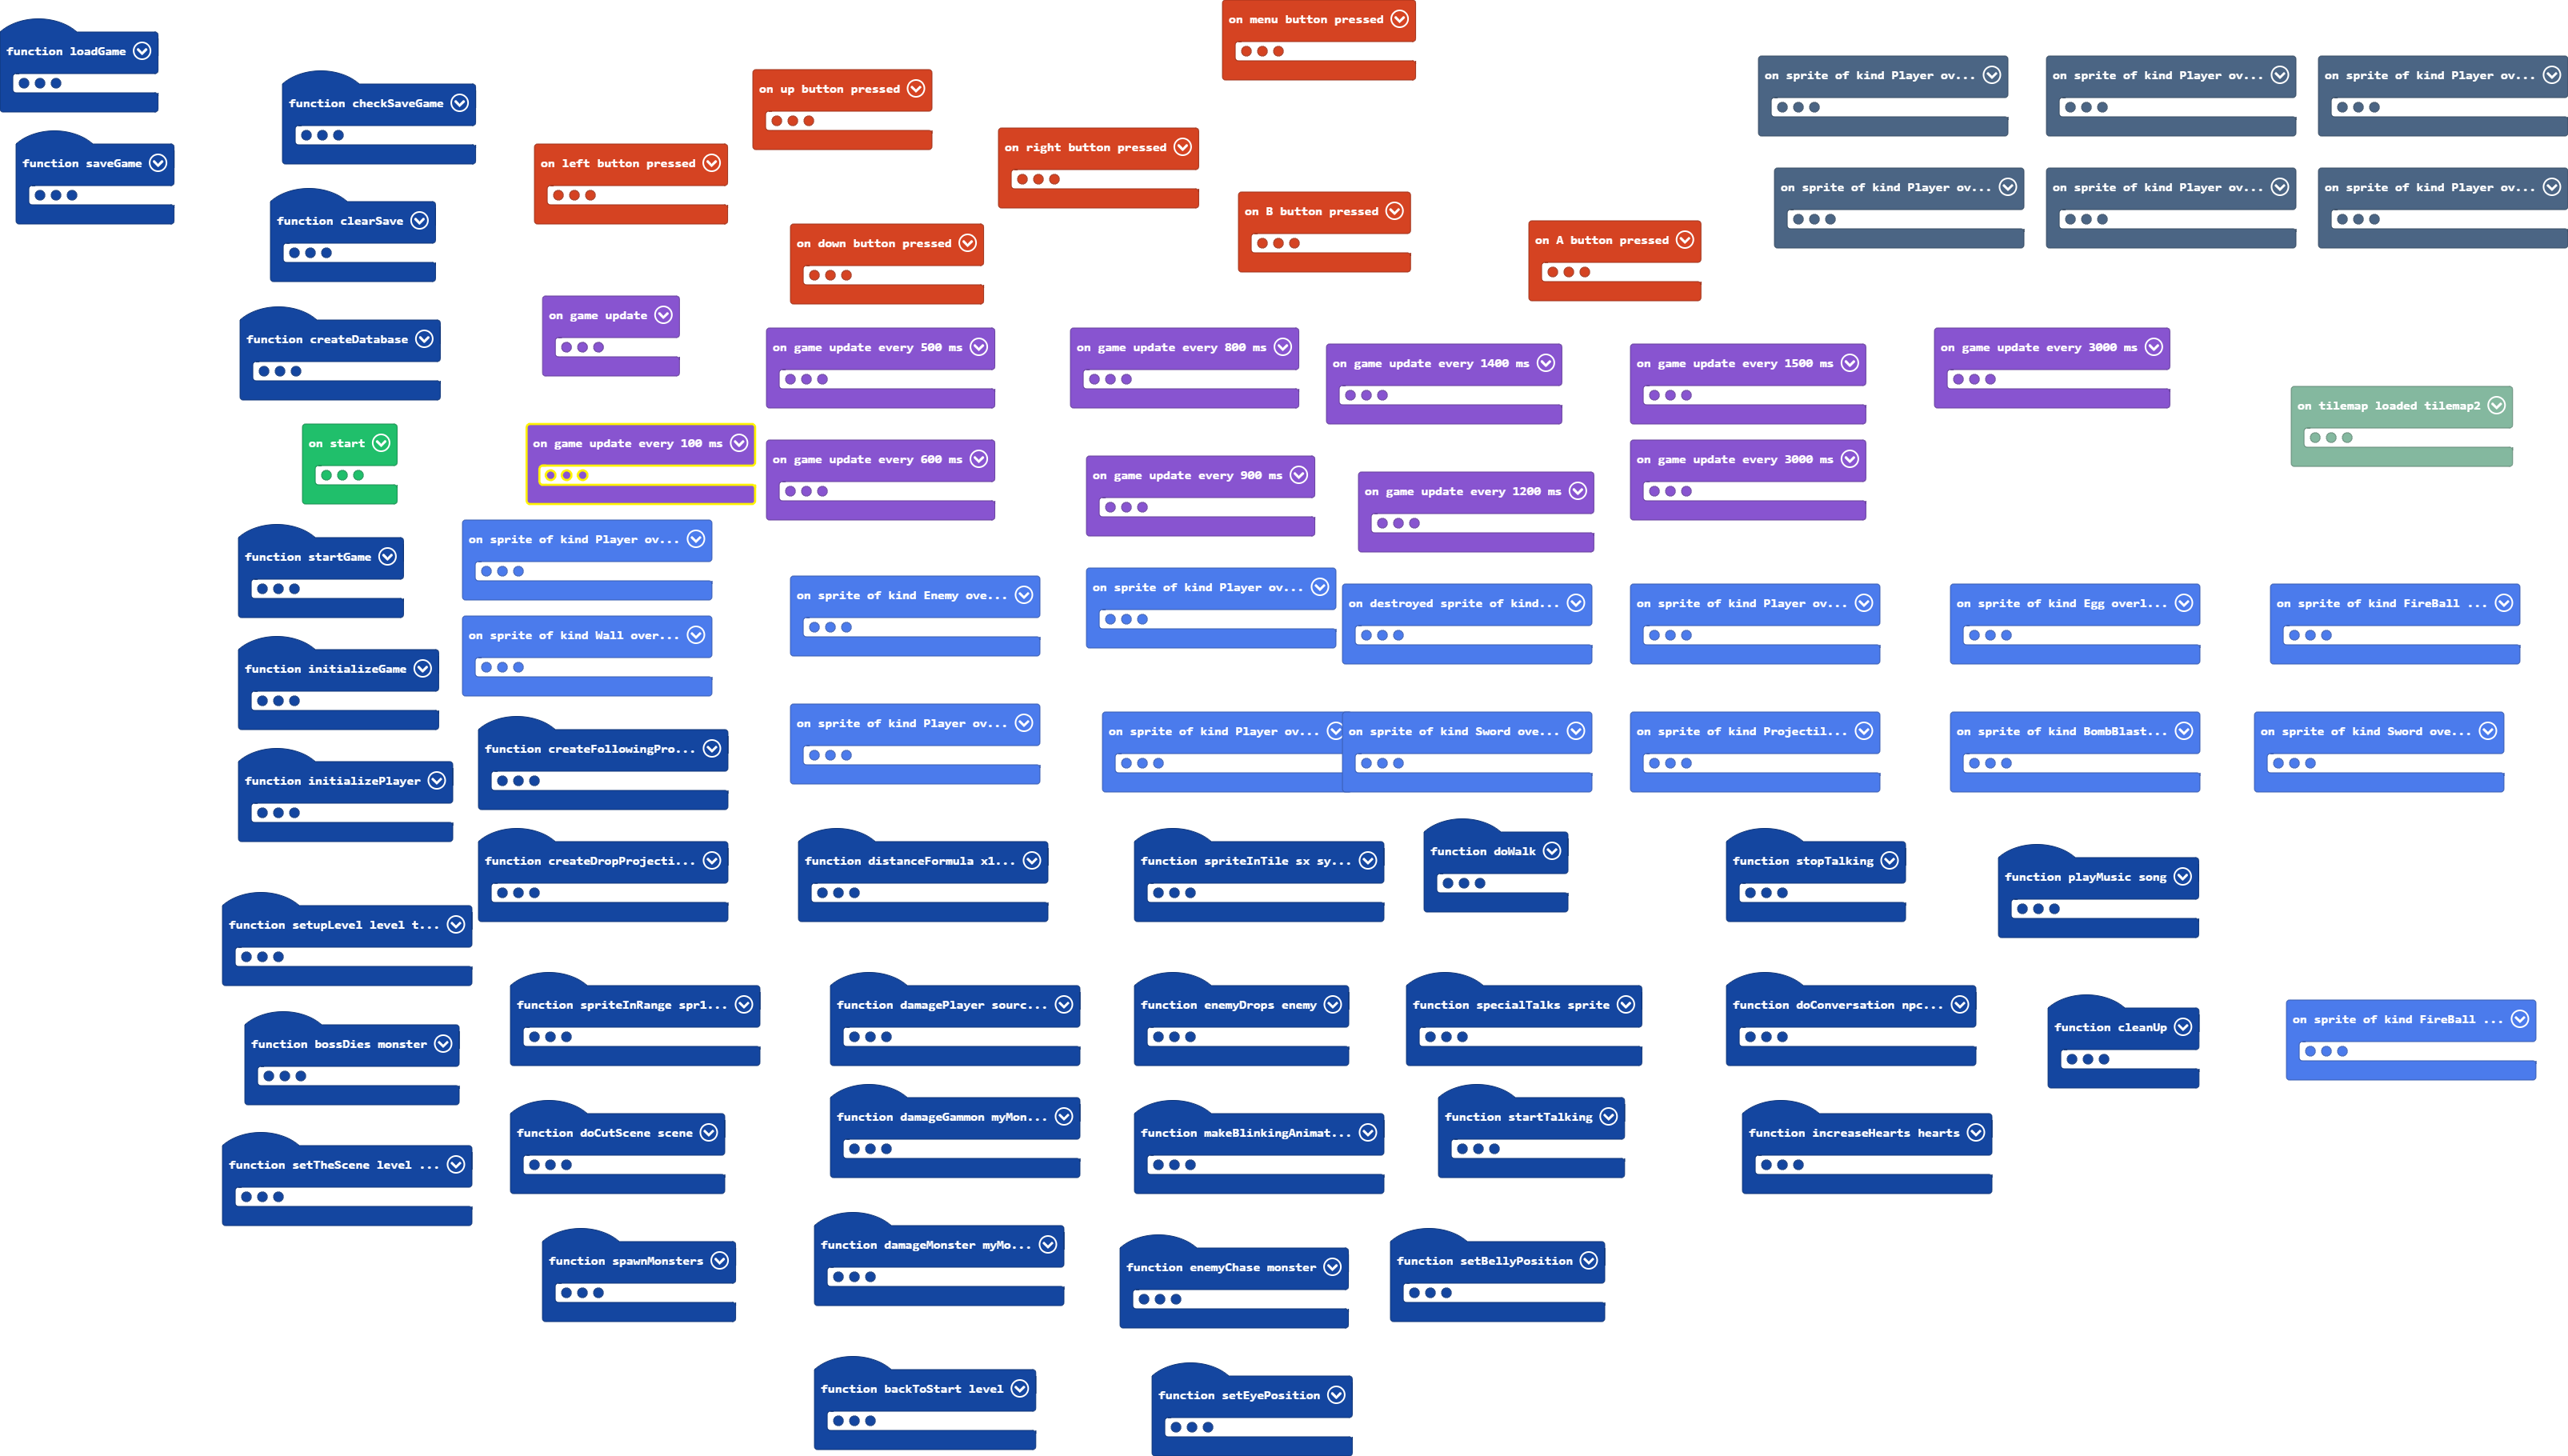 on menu button pressed
function loadGame
on sprite of kind Player ov...
on sprite of kind Player ov...
on sprite of kind Player ov...
on up button pressed
function checkSaveGame
on right button pressed
function saveGame
on left button pressed
on sprite of kind Player ov...
on sprite of kind Player ov...
on sprite of kind Player ov...
on B button pressed
function clearSave
on A button pressed
on down button pressed
on game update
function createDatabase
on game update every 500 ms
on game update every 800 ms
on game update every 3000 ms
on game update every 1400 ms
on game update every 1500 ms
on tilemap loaded tilemap2
on start
on game update every 100 ms
on game update every 600 ms
on game update every 3000 ms
on game update every 900 ms
on game update every 1200 ms
on sprite of kind Player ov...
function startGame
on sprite of kind Player ov...
on sprite of kind Enemy ove...
on destroyed sprite of kind...
on sprite of kind Player ov...
on sprite of kind Egg overl...
on sprite of kind FireBall ...
on sprite of kind Wall over...
function initializeGame
on sprite of kind Player ov...
on sprite of kind Player ov...
on sprite of kind Sword ove...
on sprite of kind Projectil...
on sprite of kind BombBlast...
on sprite of kind Sword ove...
function createFollowingPro...
function initializePlayer
function doWalk
function createDropProjecti...
function distanceFormula x1...
function spriteInTile sx sy...
function stopTalking
function playMusic song
function setupLevel level t...
function spriteInRange spr1...
function damagePlayer sourc...
function enemyDrops enemy
function specialTalks sprite
function doConversation npc...
on sprite of kind FireBall ...
function cleanUp
function bossDies monster
function damageGammon myMon...
function startTalking
function doCutScene scene
function makeBlinkingAnimat...
function increaseHearts hearts
function setTheScene level ...
function damageMonster myMo...
function spawnMonsters
function setBellyPosition
function enemyChase monster
function backToStart level
function setEyePosition